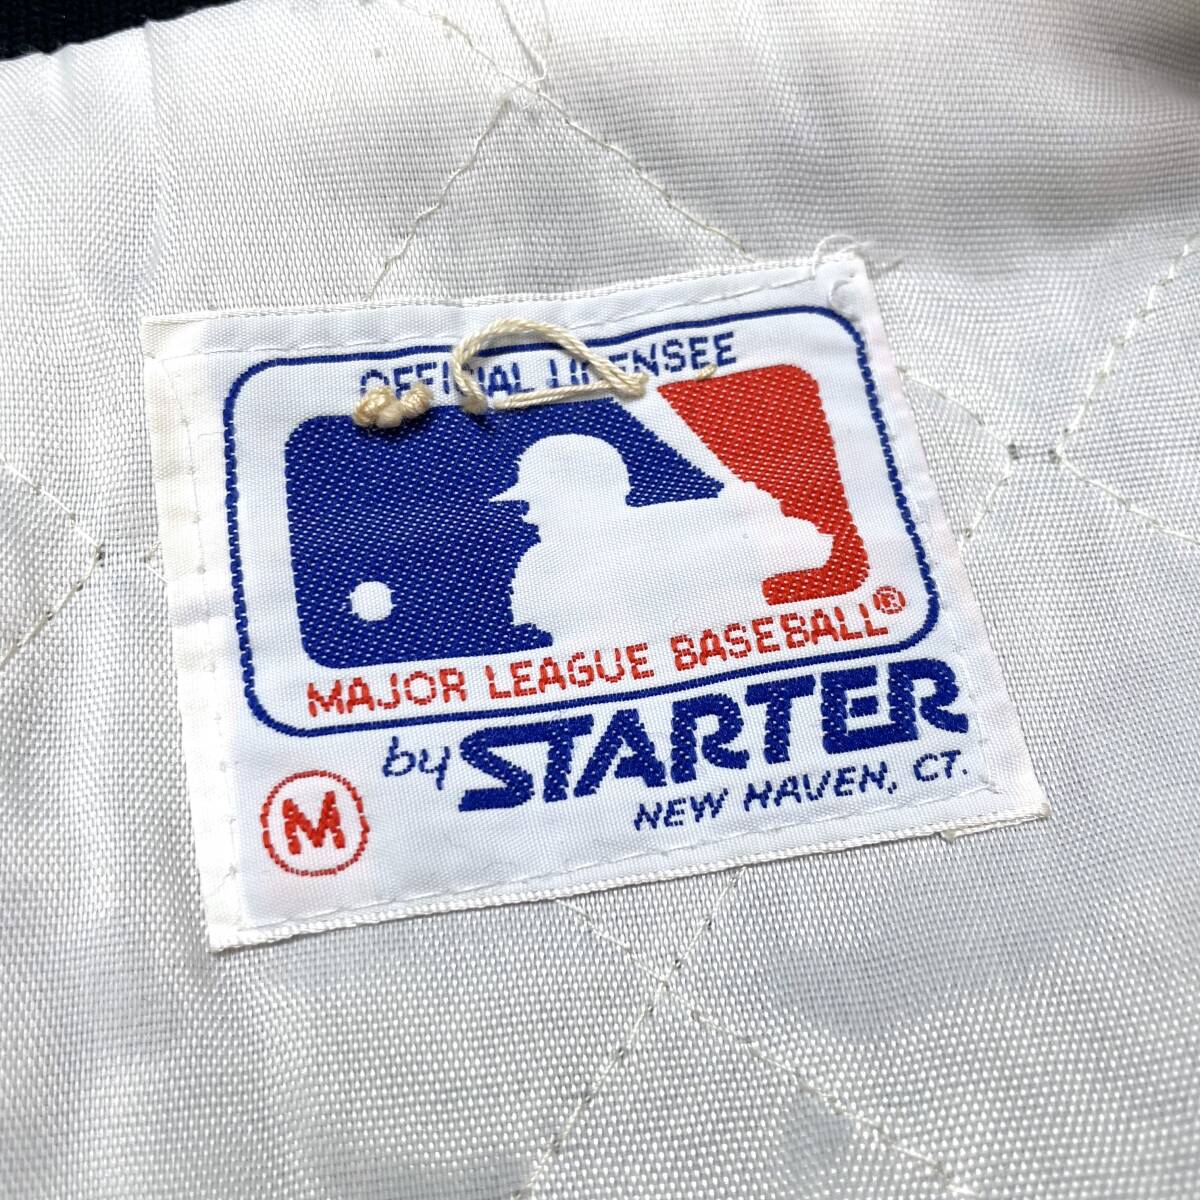 OFFICIAL LICENSEE
MAJOR LEAGUE BASEBALL®
by STARTER
NEW HAVEN, CT.
M